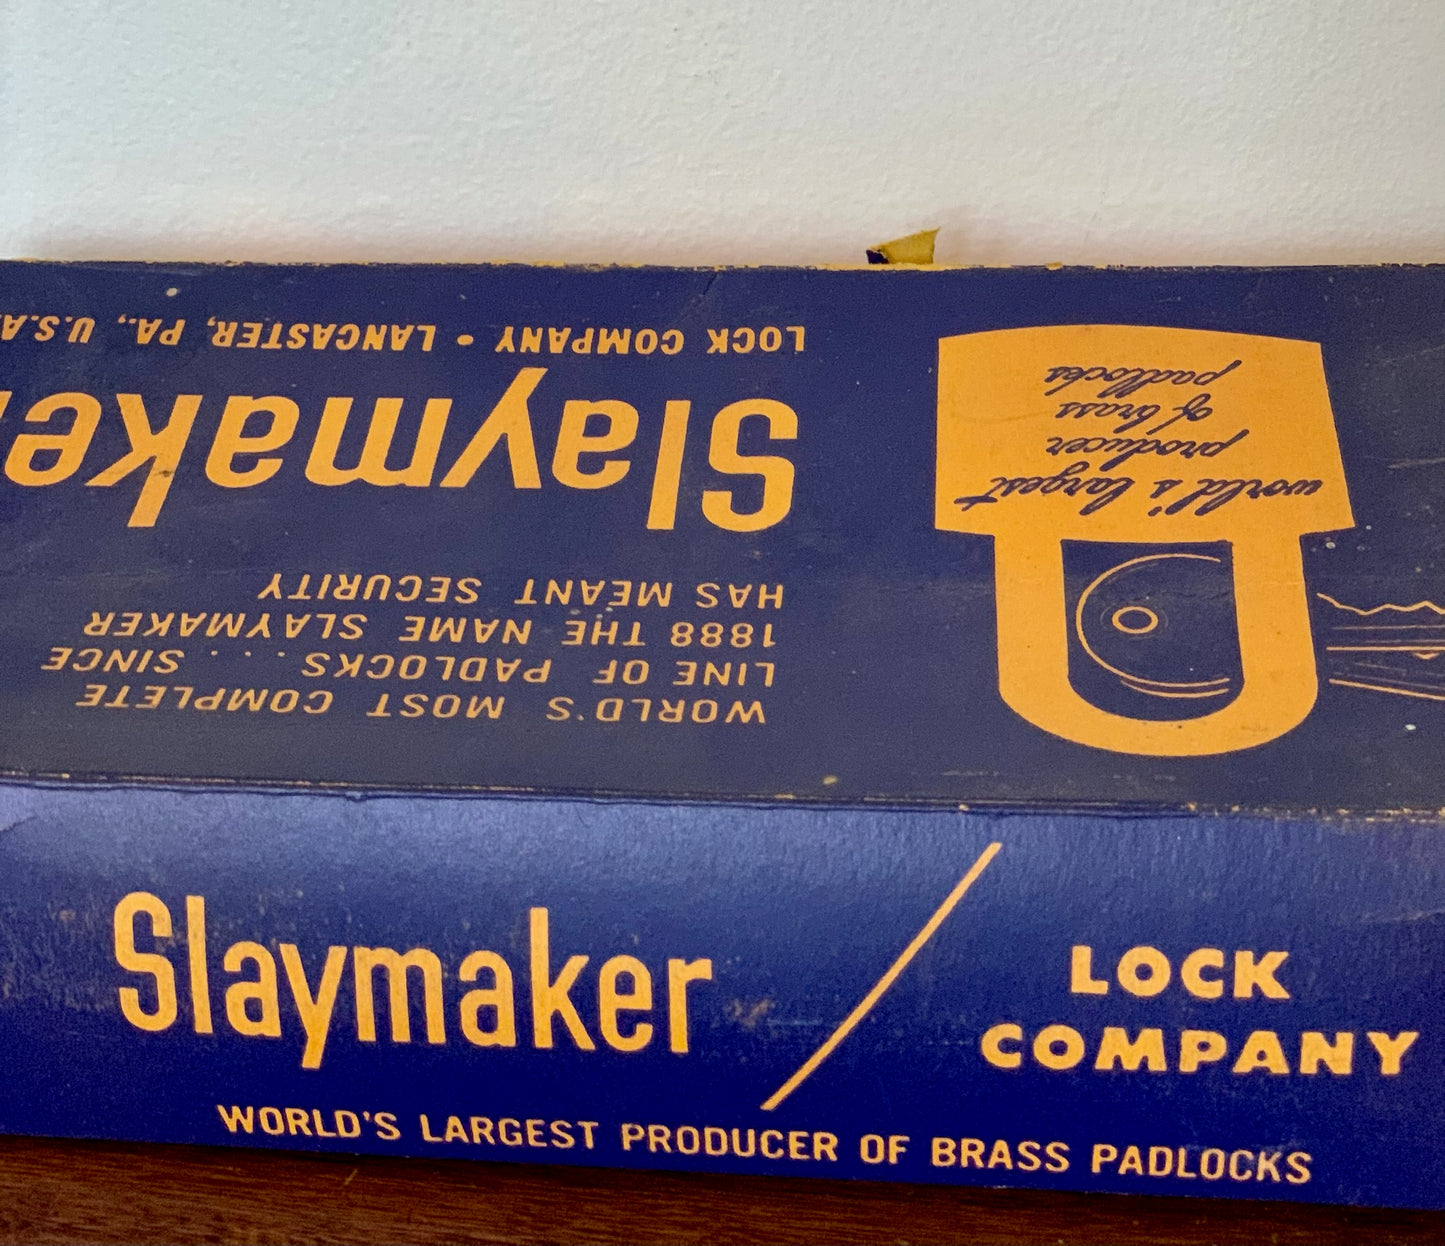 WORLD'S MOST COMPLETE
LINE OF PADLOCKS . . . . SINCE
1888 THE NAME SLAYMAKER
HAS MEANT SECURITY
Slaymaker
LOCK COMPANY • LANCASTER, PA., U.S.A.
world's largest
producer
of brass
padlocks
Slaymaker
LOCK
COMPANY
WORLD'S LARGEST PRODUCER OF BRASS PADLOCKS